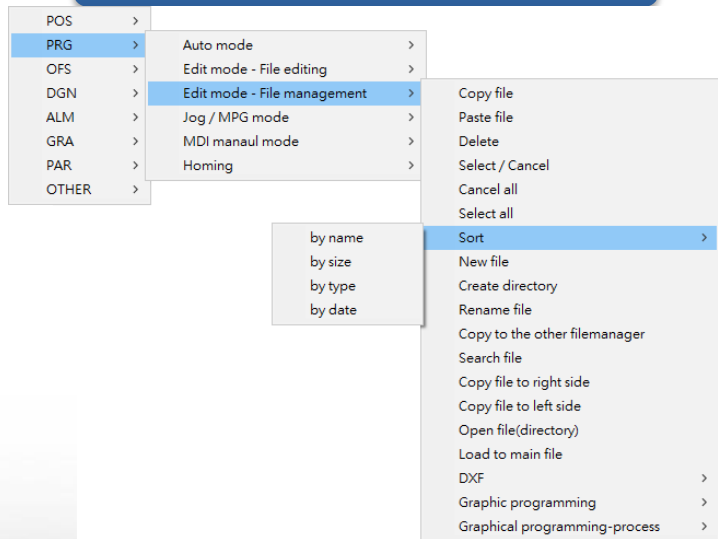 POS
PRG
OFS
DGN
ALM
GRA
PAR
OTHER
Auto mode
Edit mode - File editing
Edit mode - File management
Jog / MPG mode
MDI manaul mode
Homing
Copy file
Paste file
Delete
Select / Cancel
Cancel all
Select all
Sort
New file
Create directory
Rename file
Copy to the other filemanager
Search file
Copy file to right side
Copy file to left side
Open file(directory)
Load to main file
DXF
Graphic programming
Graphical programming-process
by name
by size
by type
by date